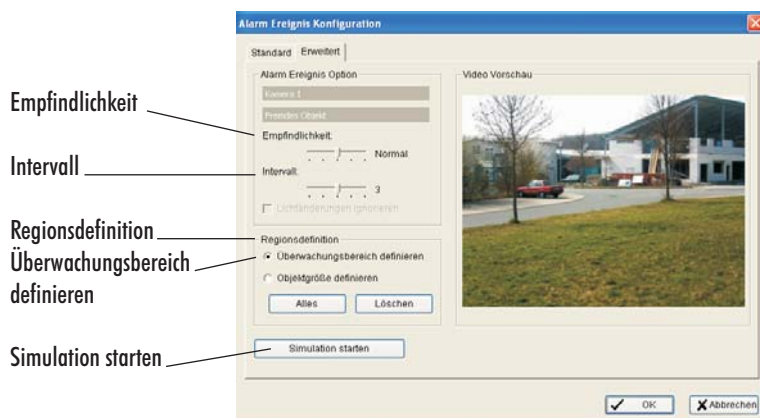 Alarm Ereignis Konfiguration
Standard Erweitert
Alarm Ereignis Option
Kamera 1
Fremdes Objekt
Empfindlichkeit:
Normal
Intervall:
3
Lichtänderungen ignorieren
Regionsdefinition
Überwachungsbereich definieren
Objektgröße definieren
Alles Löschen
Simulation starten
Video Vorschau
OK Abbrechen
Empfindlichkeit
Intervall
Regionsdefinition
Überwachungsbereich
definieren
Simulation starten